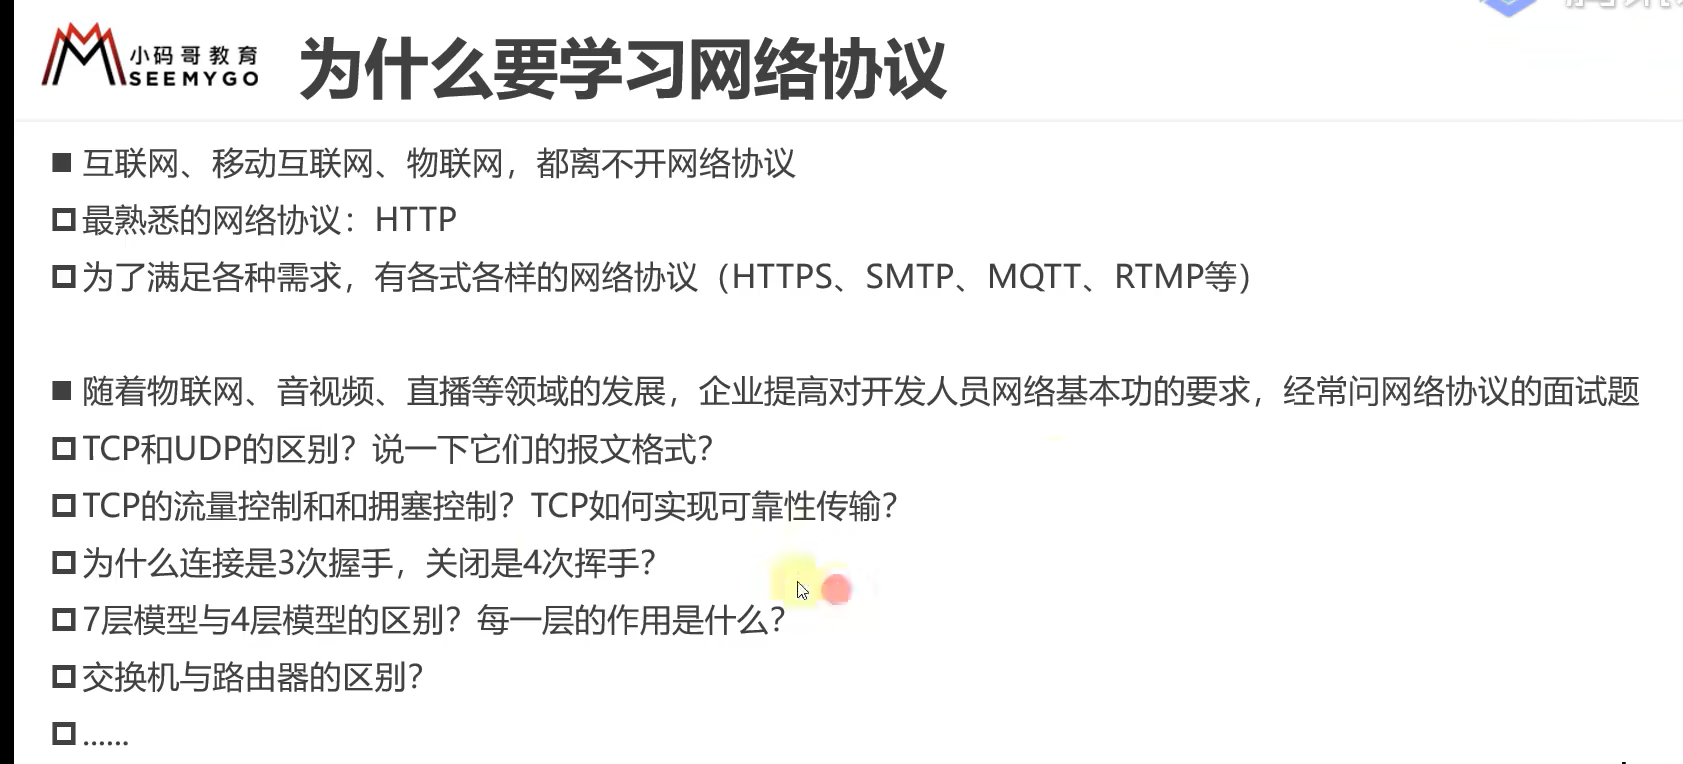 小码哥教育
SEEMYGO
为什么要学习网络协议
互联网、移动互联网、物联网，都离不开网络协议
最熟悉的网络协议：HTTP
为了满足各种需求，有各式各样的网络协议（HTTPS、SMTP、MQTT、RTMP等）
随着物联网、音视频、直播等领域的发展，企业提高对开发人员网络基本功的要求，经常问网络协议的面试题
TCP和UDP的区别？说一下它们的报文格式？
TCP的流量控制和和拥塞控制？TCP如何实现可靠性传输？
为什么连接是3次握手，关闭是4次挥手？
7层模型与4层模型的区别？每一层的作用是什么？
交换机与路由器的区别？
......